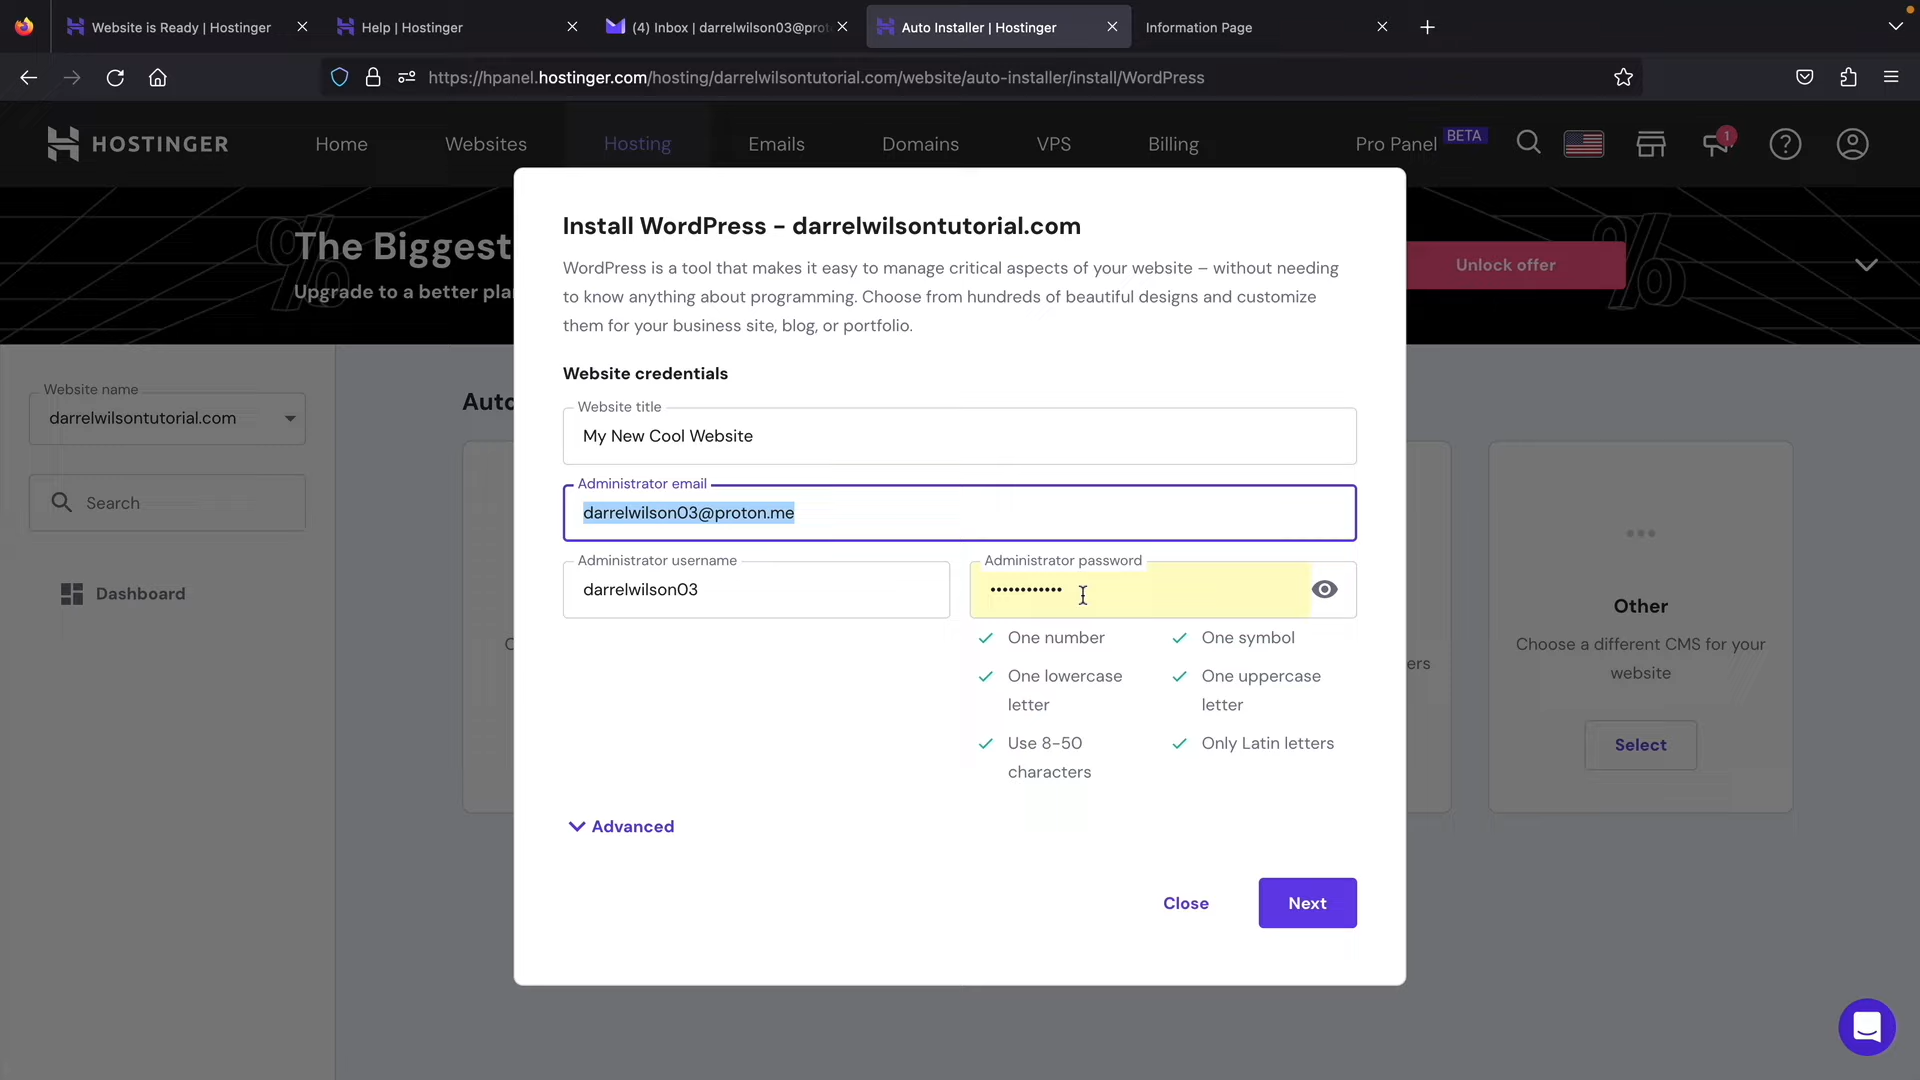 Website is Ready | Hostinger
Help | Hostinger
(4) Inbox | darrelwilson03@prot
Auto Installer | Hostinger
Information Page
https://hpanel.hostinger.com/hosting/darrelwilsontutorial.com/website/auto-installer/install/WordPress
HOSTINGER
Home
Websites
Hosting
Emails
Domains
VPS
Billing
Pro Panel
BETA
1
The Biggest
Upgrade to a better pla
Unlock offer
Website name
darrelwilsontutorial.com
Search
Dashboard
Auto
Install WordPress - darrelwilsontutorial.com
WordPress is a tool that makes it easy to manage critical aspects of your website – without needing
to know anything about programming. Choose from hundreds of beautiful designs and customize
them for your business site, blog, or portfolio.
Website credentials
Website title
My New Cool Website
Administrator email
darrelwilson03@proton.me
Administrator username
darrelwilson03
Administrator password
••••••••••••
One number
One symbol
One lowercase
letter
One uppercase
letter
Use 8-50
characters
Only Latin letters
Advanced
Close
Next
ers
Other
Choose a different CMS for your
website
Select